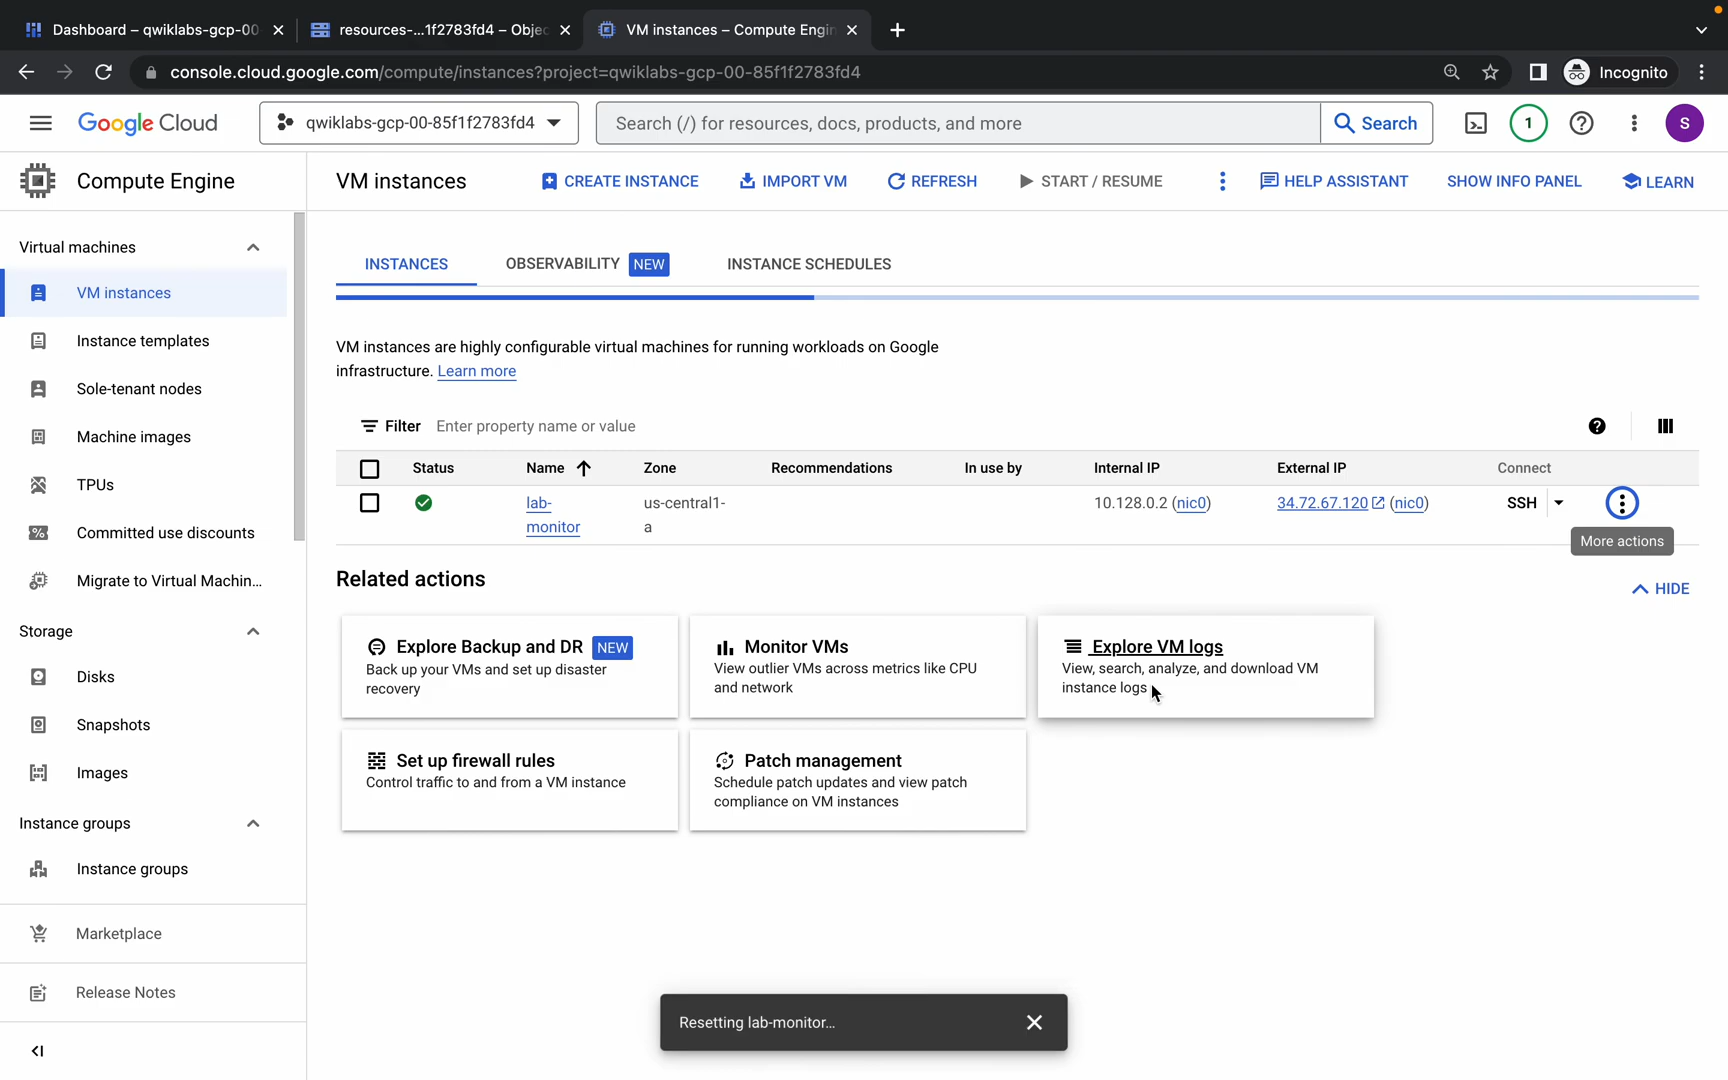 Dashboard – qwiklabs-gcp-00-
resources-...1f2783fd4 – Objec
VM instances – Compute Engin
console.cloud.google.com/compute/instances?project=qwiklabs-gcp-00-85f1f2783fd4
Incognito
Google Cloud
qwiklabs-gcp-00-85f1f2783fd4
Search (/) for resources, docs, products, and more
Search
1
S
Compute Engine
VM instances
CREATE INSTANCE
IMPORT VM
REFRESH
START / RESUME
HELP ASSISTANT
SHOW INFO PANEL
LEARN
Virtual machines
VM instances
Instance templates
Sole-tenant nodes
Machine images
TPUs
Committed use discounts
Migrate to Virtual Machin...
Storage
Disks
Snapshots
Images
Instance groups
Instance groups
Marketplace
Release Notes
INSTANCES
OBSERVABILITY NEW
INSTANCE SCHEDULES
VM instances are highly configurable virtual machines for running workloads on Google
infrastructure. Learn more
Filter Enter property name or value
Status Name Zone Recommendations In use by Internal IP External IP Connect
lab- us-central1- 10.128.0.2 (nic0) 34.72.67.120 (nic0) SSH
monitor a
More actions
Related actions
HIDE
Explore Backup and DR NEW
Back up your VMs and set up disaster
recovery
Monitor VMs
View outlier VMs across metrics like CPU
and network
Explore VM logs
View, search, analyze, and download VM
instance logs
Set up firewall rules
Control traffic to and from a VM instance
Patch management
Schedule patch updates and view patch
compliance on VM instances
Resetting lab-monitor...